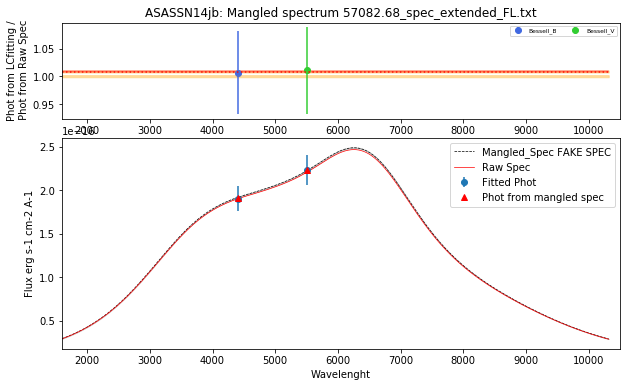 ASASSN14jb: Mangled spectrum 57082.68_spec_extended_FL.txt
Phot from LCfitting /
Phot from Raw Spec
1.05
1.00
0.95
Bessell_B
Bessell_V
2000 3000 4000 5000 6000 7000 8000 9000 10000
1e-16
Flux erg s-1 cm-2 A-1
2.5
2.0
1.5
1.0
0.5
Mangled_Spec FAKE SPEC
Raw Spec
Fitted Phot
Phot from mangled spec
2000 3000 4000 5000 6000 7000 8000 9000 10000
Wavelenght